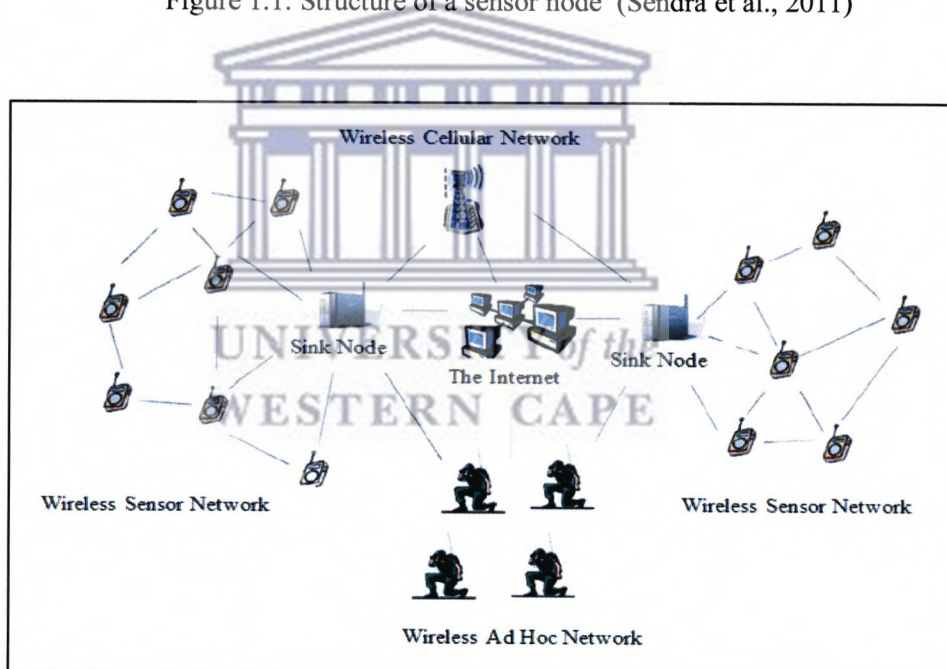 Figure 1.1: Structure of a sensor node (Sendra et al., 2011)
Wireless Cellular Network
Sink Node
The Internet
Sink Node
UNIVERSITY of the
WESTERN CAPE
Wireless Sensor Network
Wireless Sensor Network
Wireless Ad Hoc Network